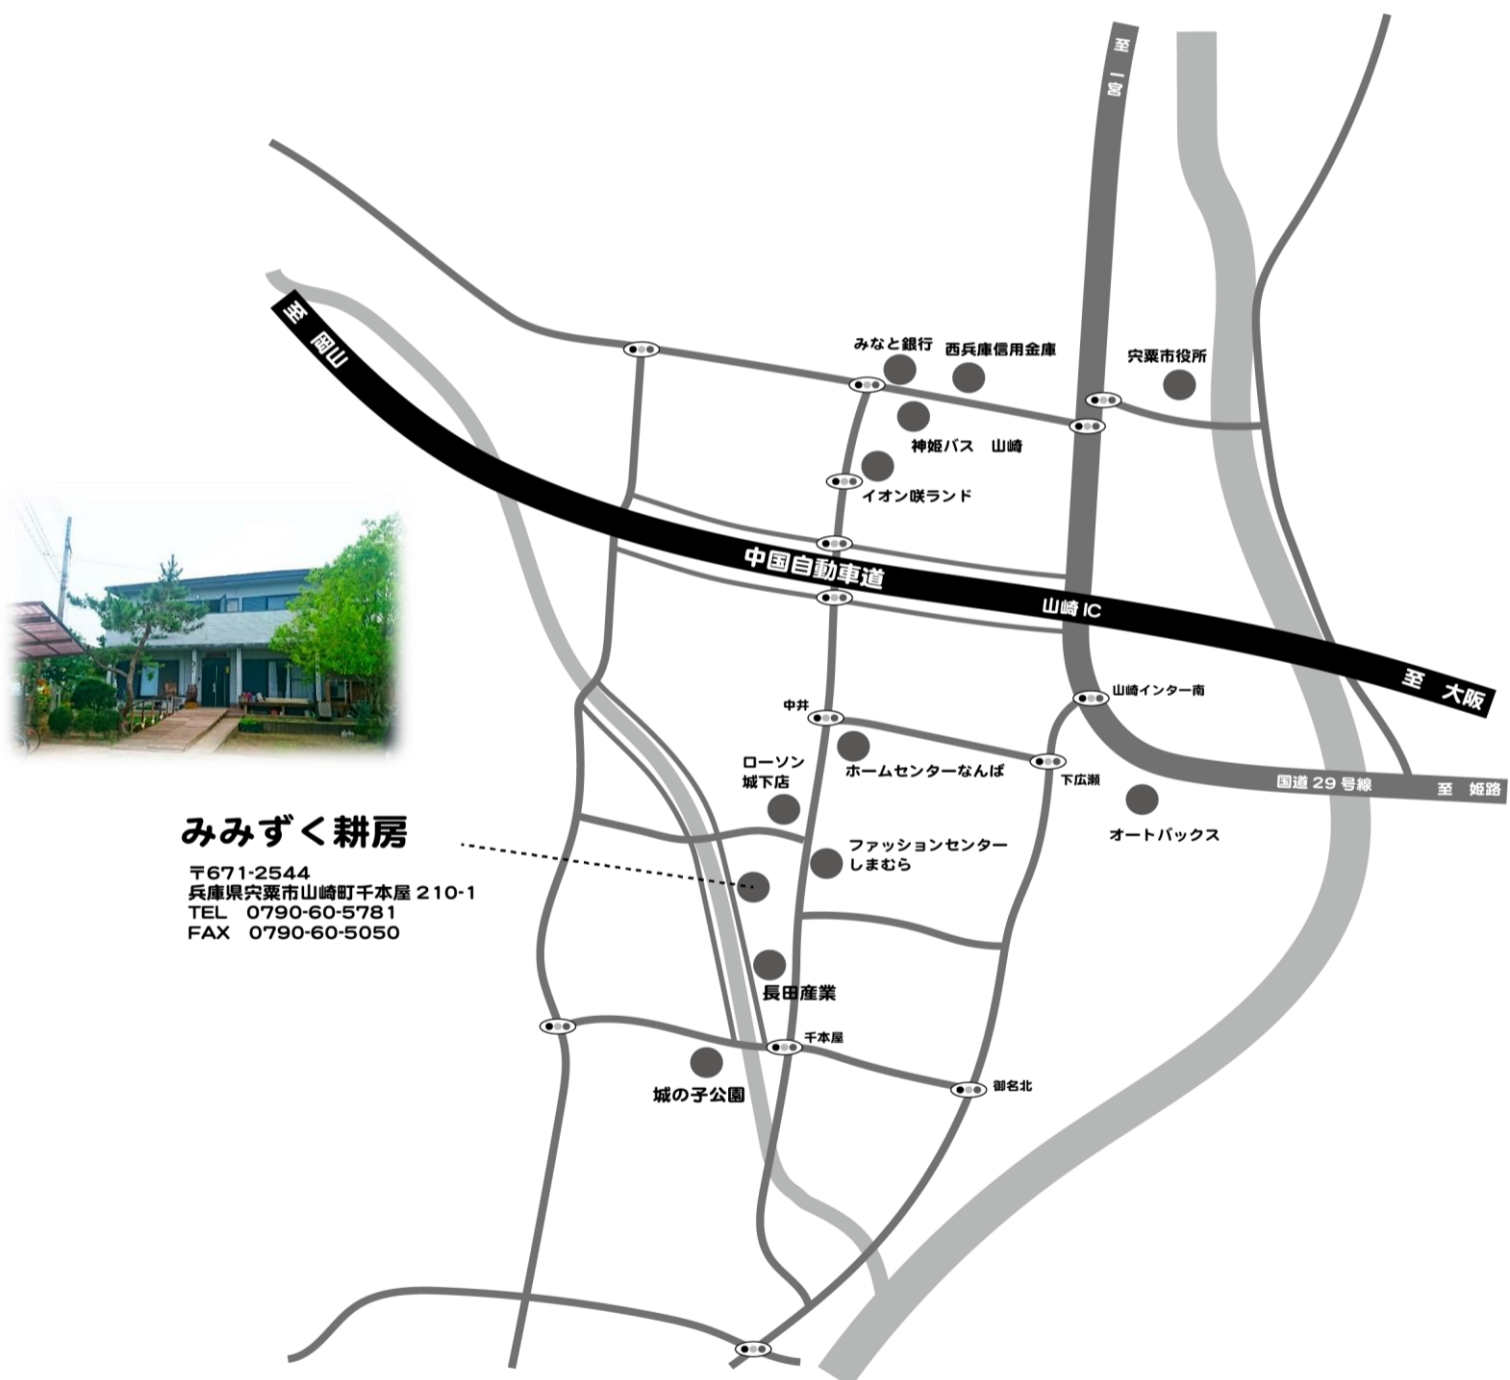 至 一宮
みなと銀行
西兵庫信用金庫
宍粟市役所
至 岡山
神姫バス 山崎
イオン咲ランド
中国自動車道
山崎IC
至 大阪
山崎インター南
中井
ローソン
城下店
ホームセンターなんば
下広瀬
国道29号線
至 姫路
オートバックス
みみずく耕房
〒671-2544
兵庫県宍粟市山崎町千本屋210-1
TEL 0790-60-5781
FAX 0790-60-5050
ファッションセンター
しまむら
長田産業
千本屋
城の子公園
御名北